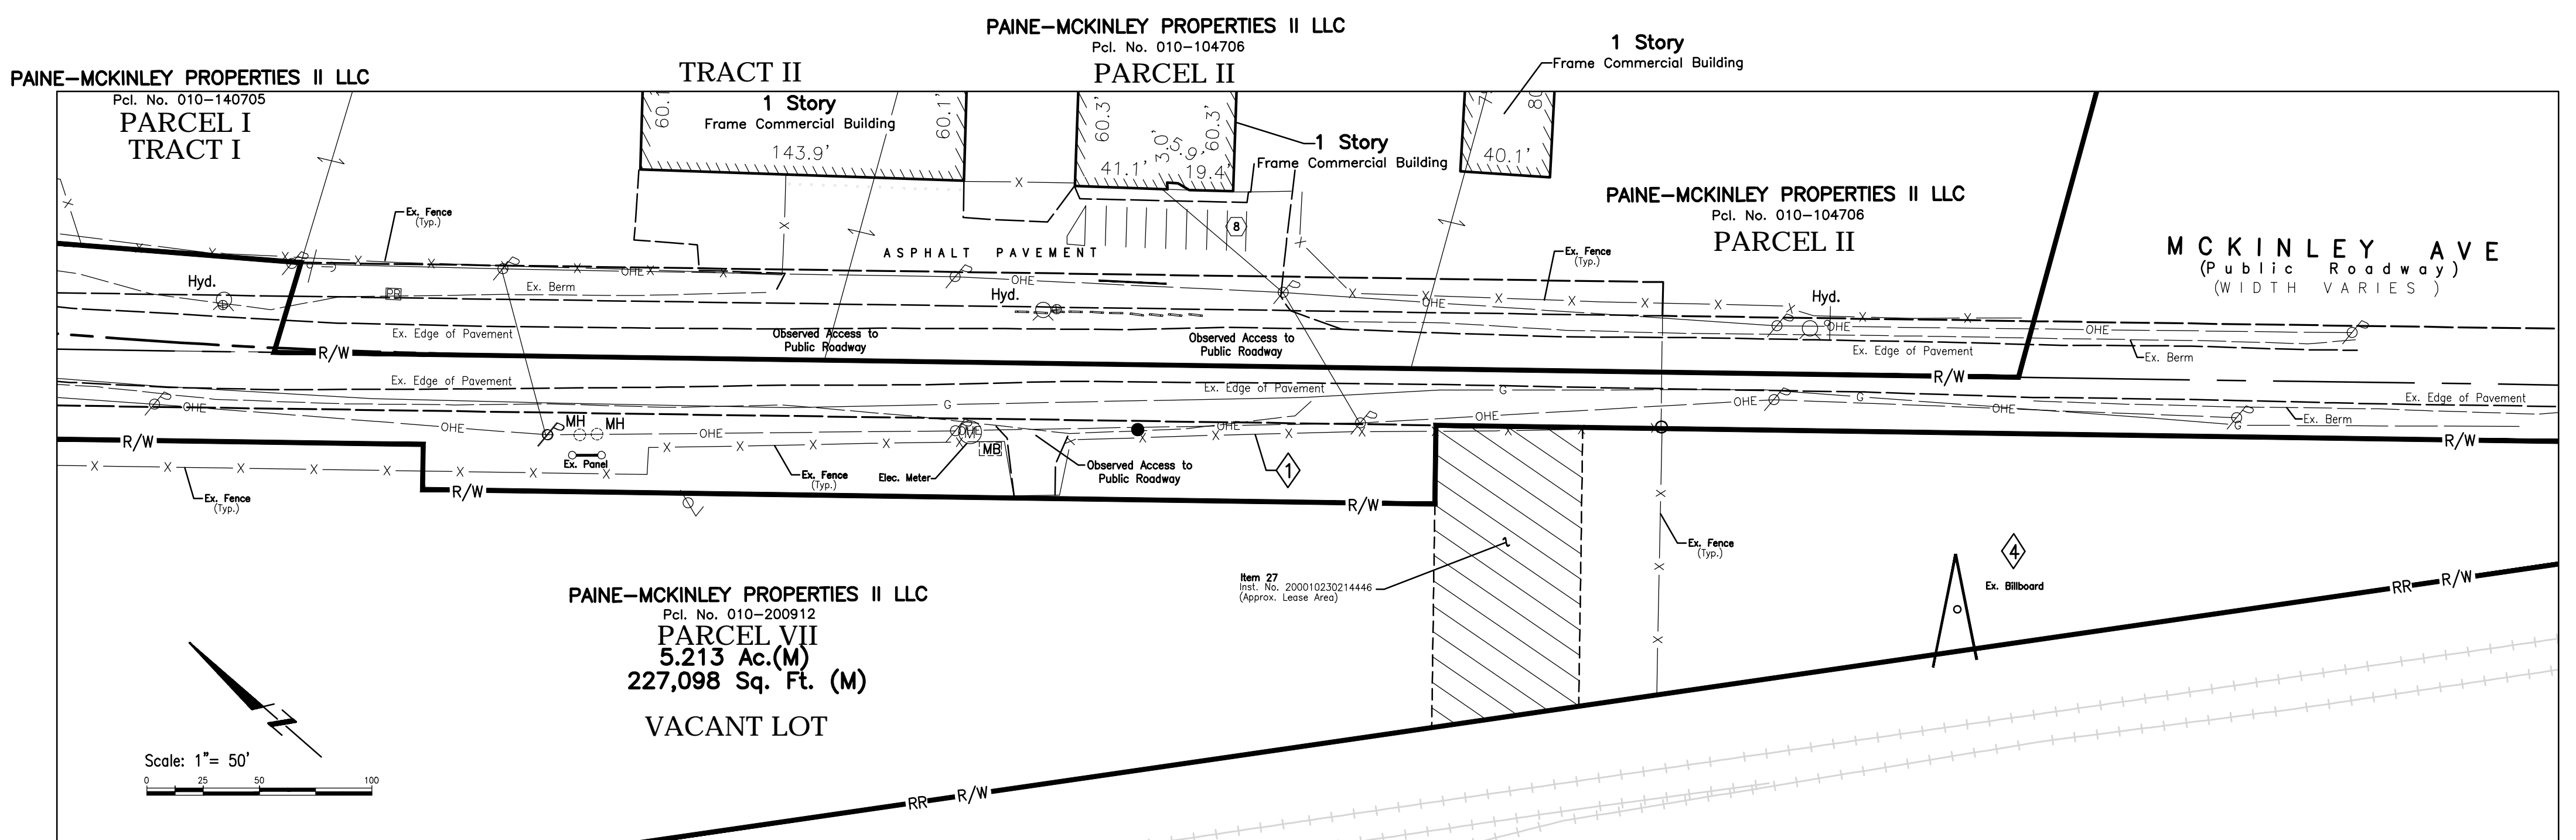 PAINE-MCKINLEY PROPERTIES II LLC
Pcl. No. 010-104706
PARCEL II
1 Story
Frame Commercial Building
PAINE-MCKINLEY PROPERTIES II LLC
Pcl. No. 010-140705
PARCEL I
TRACT I
TRACT II
1 Story
Frame Commercial Building
60.1'
143.9'
60.3'
60.3'
41.1'
3.0'
5.9'
19.4'
1 Story
Frame Commercial Building
40.1'
PAINE-MCKINLEY PROPERTIES II LLC
Pcl. No. 010-104706
PARCEL II
MCKINLEY AVE
(Public Roadway)
(WIDTH VARIES )
Ex. Fence
(Typ.)
8
ASPHALT PAVEMENT
Ex. Fence
(Typ.)
OHE
OHE
OHE
OHE
OHE
Hyd.
PB
Ex. Berm
Hyd.
Hyd.
Ex. Edge of Pavement
Observed Access to
Public Roadway
Observed Access to
Public Roadway
Ex. Edge of Pavement
Ex. Berm
R/W
R/W
Ex. Edge of Pavement
Ex. Edge of Pavement
Ex. Edge of Pavement
G
G
G
G
OHE
OHE
OHE
OHE
OHE
OHE
OHE
Ex. Berm
MH
MH
R/W
R/W
MB
Ex. Panel
Ex. Fence
(Typ.)
Elec. Meter
Observed Access to
Public Roadway
1
Ex. Fence
(Typ.)
R/W
R/W
Ex. Fence
(Typ.)
4
Ex. Billboard
Item 27
Inst. No. 200010230214446
(Approx. Lease Area)
RR
R/W
PAINE-MCKINLEY PROPERTIES II LLC
Pcl. No. 010-200912
PARCEL VII
5.213 Ac.(M)
227,098 Sq. Ft. (M)
VACANT LOT
Scale: 1"= 50'
0 25 50 100
RR
R/W